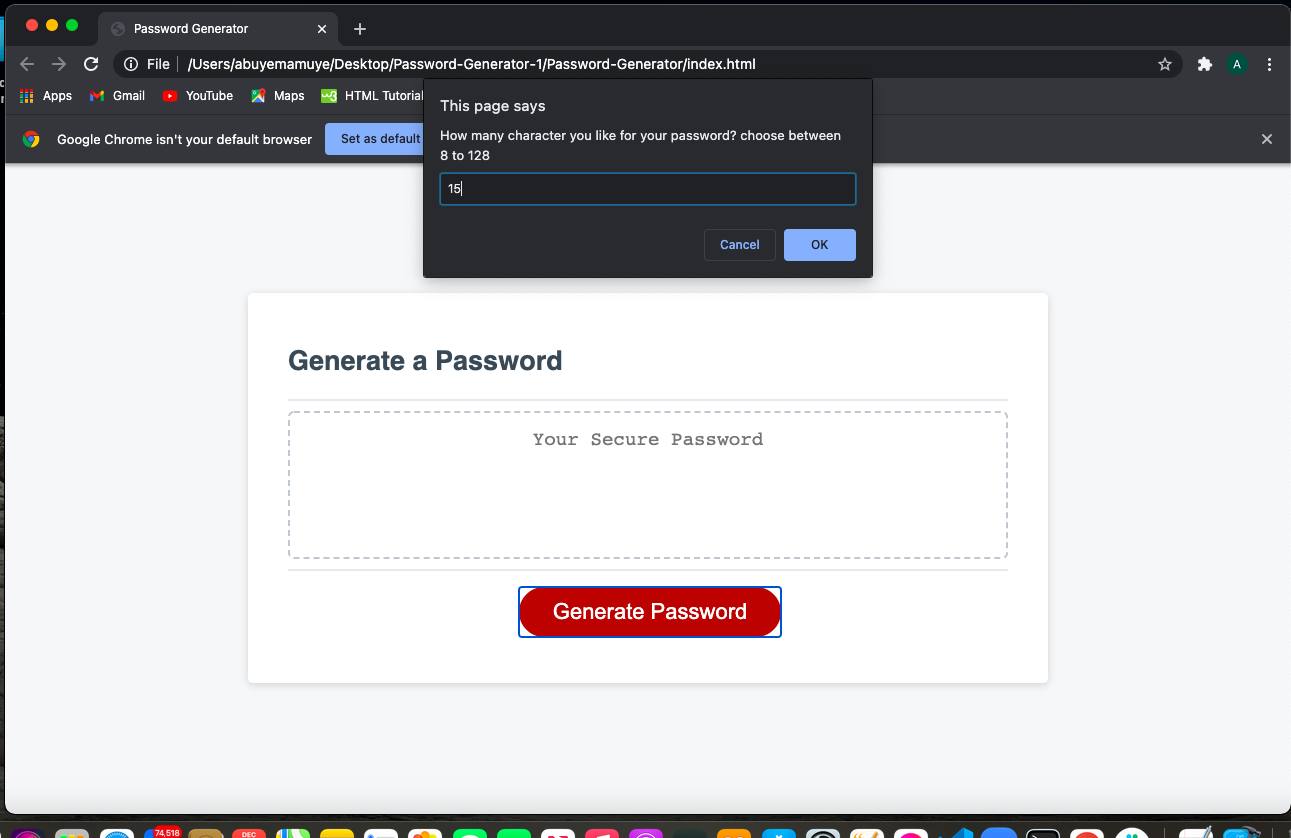 Password Generator
File
/Users/abuyemamuye/Desktop/Password-Generator-1/Password-Generator/index.html
A
Apps
Gmail
YouTube
Maps
HTML Tutorial
Google Chrome isn't your default browser
Set as default
This page says
How many character you like for your password? choose between
8 to 128
15
Cancel
OK
Generate a Password
Your Secure Password
Generate Password
74,518
DEC